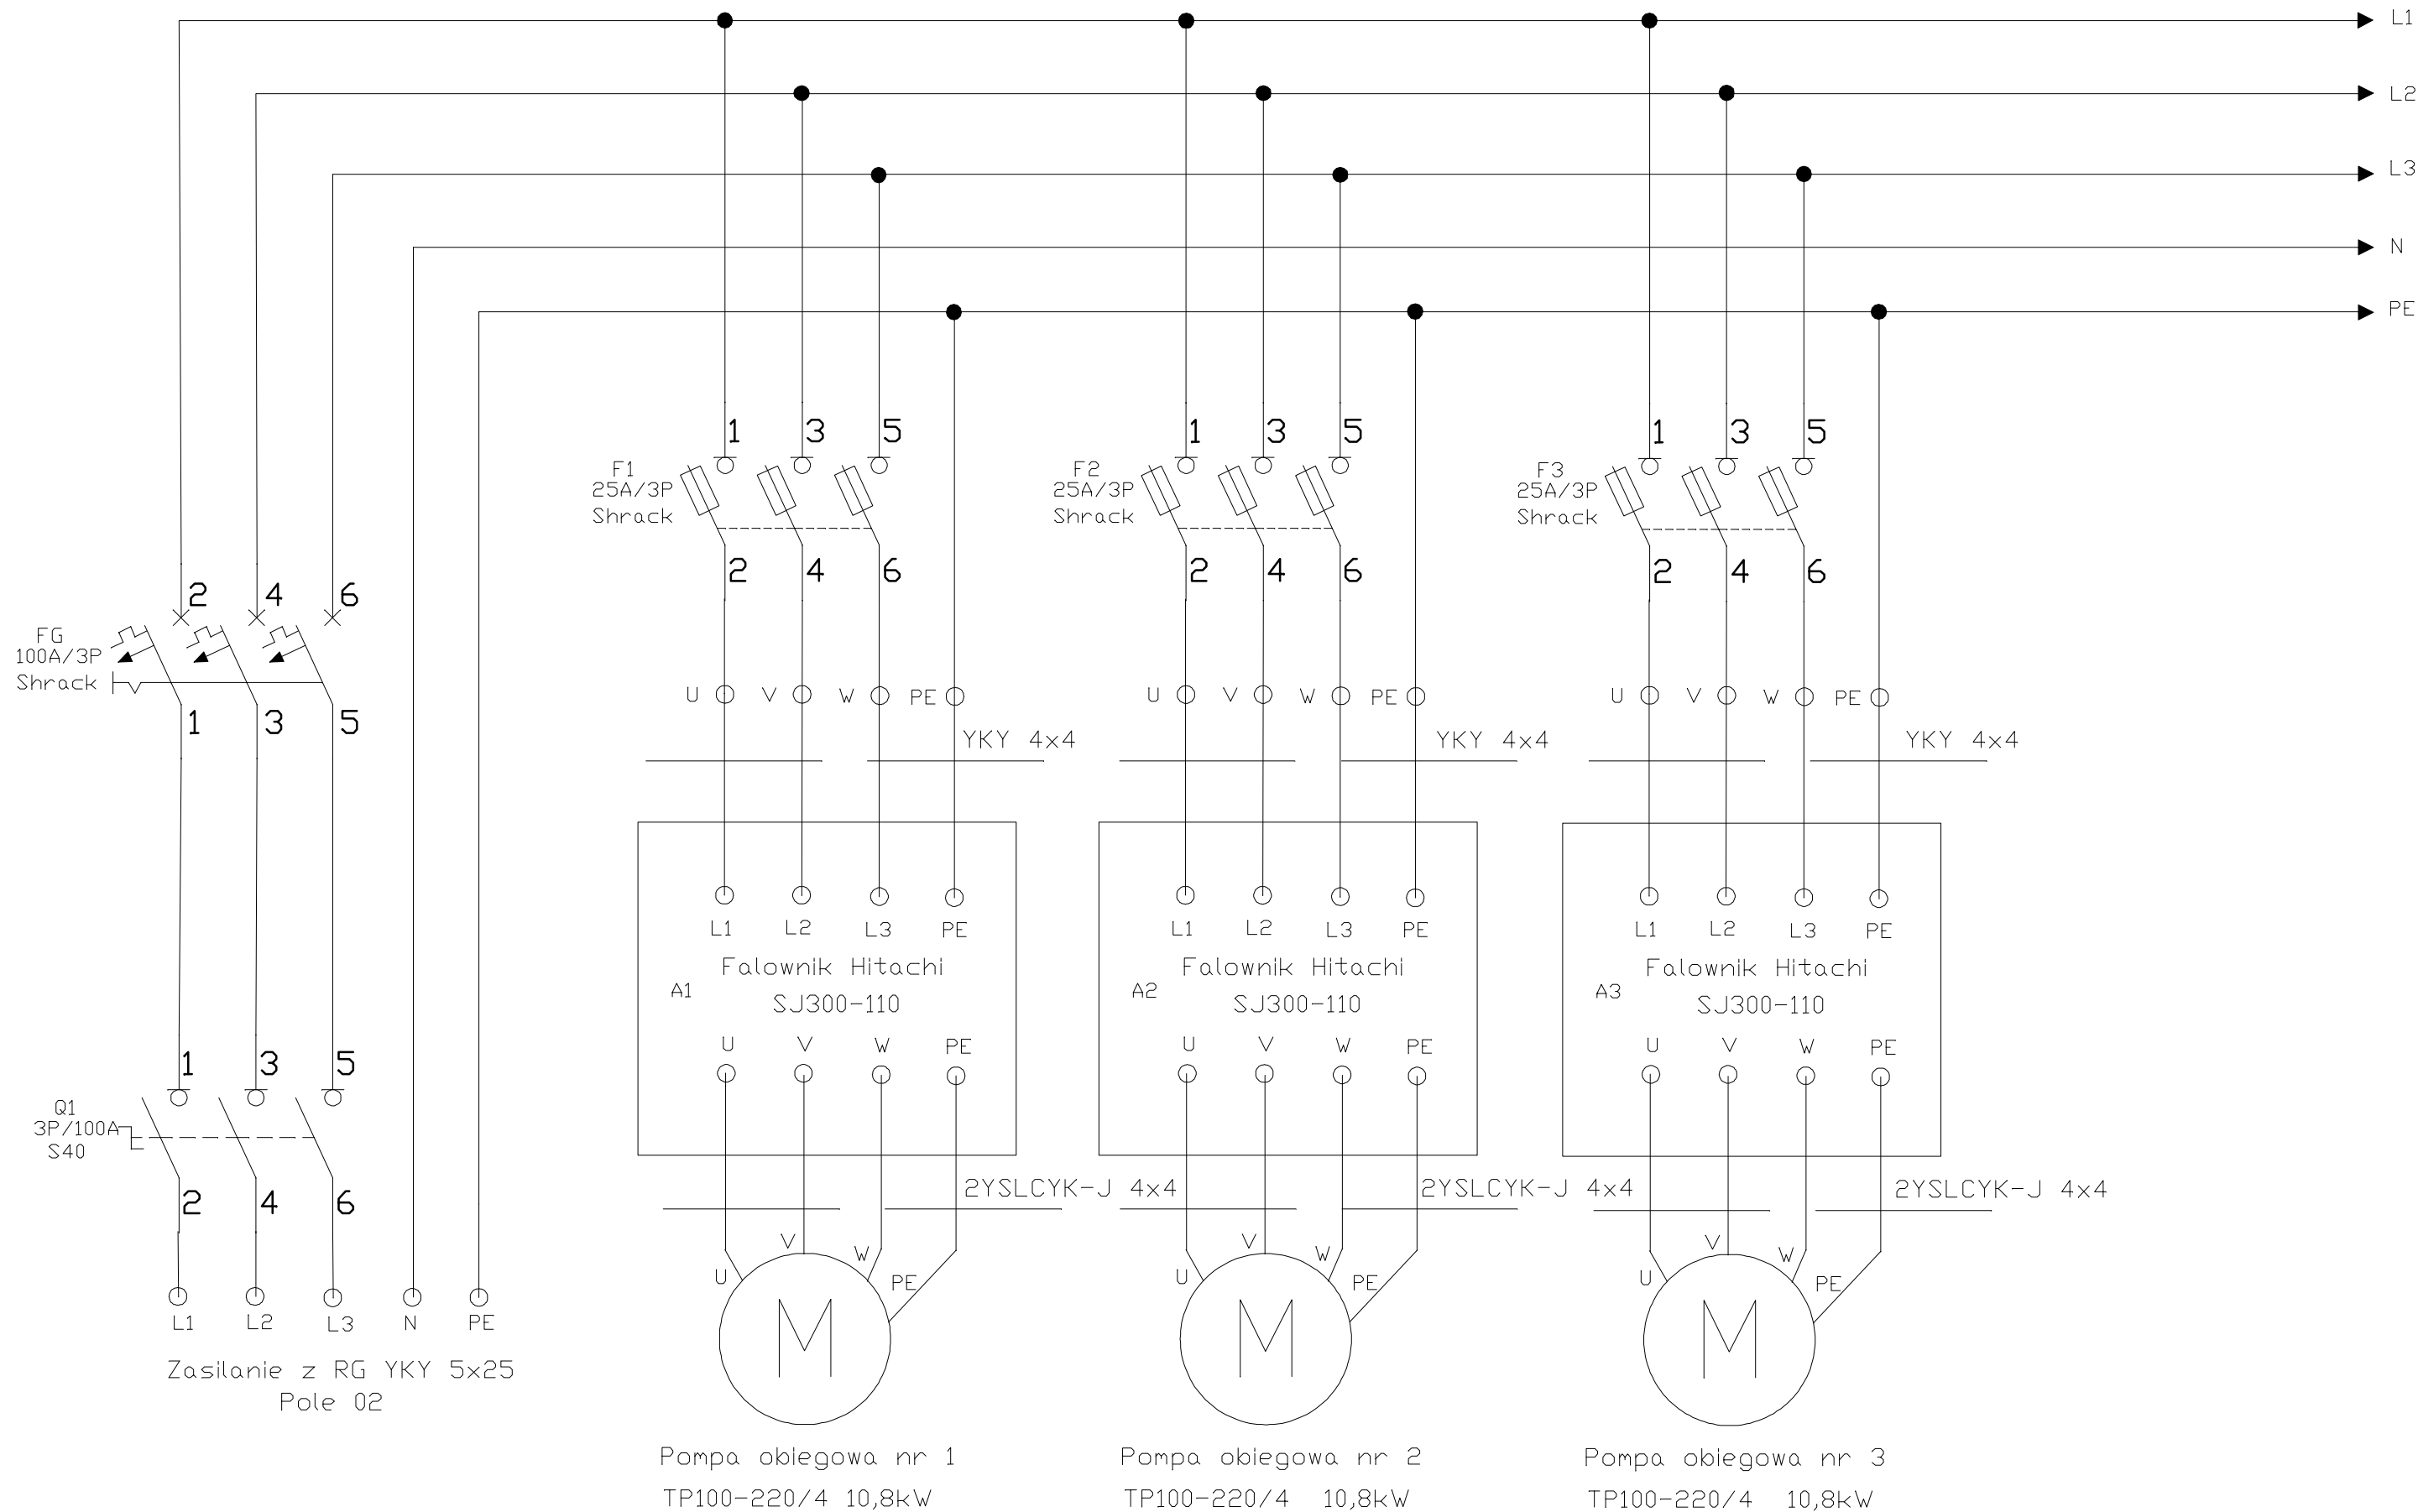 L1
L2
L3
N
PE
1 3 5
F1
25A/3P
Shrack
2 4 6
1 3 5
F2
25A/3P
Shrack
2 4 6
1 3 5
F3
25A/3P
Shrack
2 4 6
2 4 6
FG
100A/3P
Shrack
1 3 5
U V W PE
YKY 4x4
U V W PE
YKY 4x4
U V W PE
YKY 4x4
L1 L2 L3 PE
Falownik Hitachi
A1
SJ300-110
U V W PE
L1 L2 L3 PE
Falownik Hitachi
A2
SJ300-110
U V W PE
L1 L2 L3 PE
Falownik Hitachi
A3
SJ300-110
U V W PE
1 3 5
Q1
3P/100A
S40
2 4 6
L1 L2 L3 N PE
Zasilanie z RG YKY 5x25
Pole 02
2YSLCYK-J 4x4
U V W PE
M
Pompa obiegowa nr 1
TP100-220/4 10,8kW
2YSLCYK-J 4x4
U V W PE
M
Pompa obiegowa nr 2
TP100-220/4 10,8kW
2YSLCYK-J 4x4
U V W PE
M
Pompa obiegowa nr 3
TP100-220/4 10,8kW